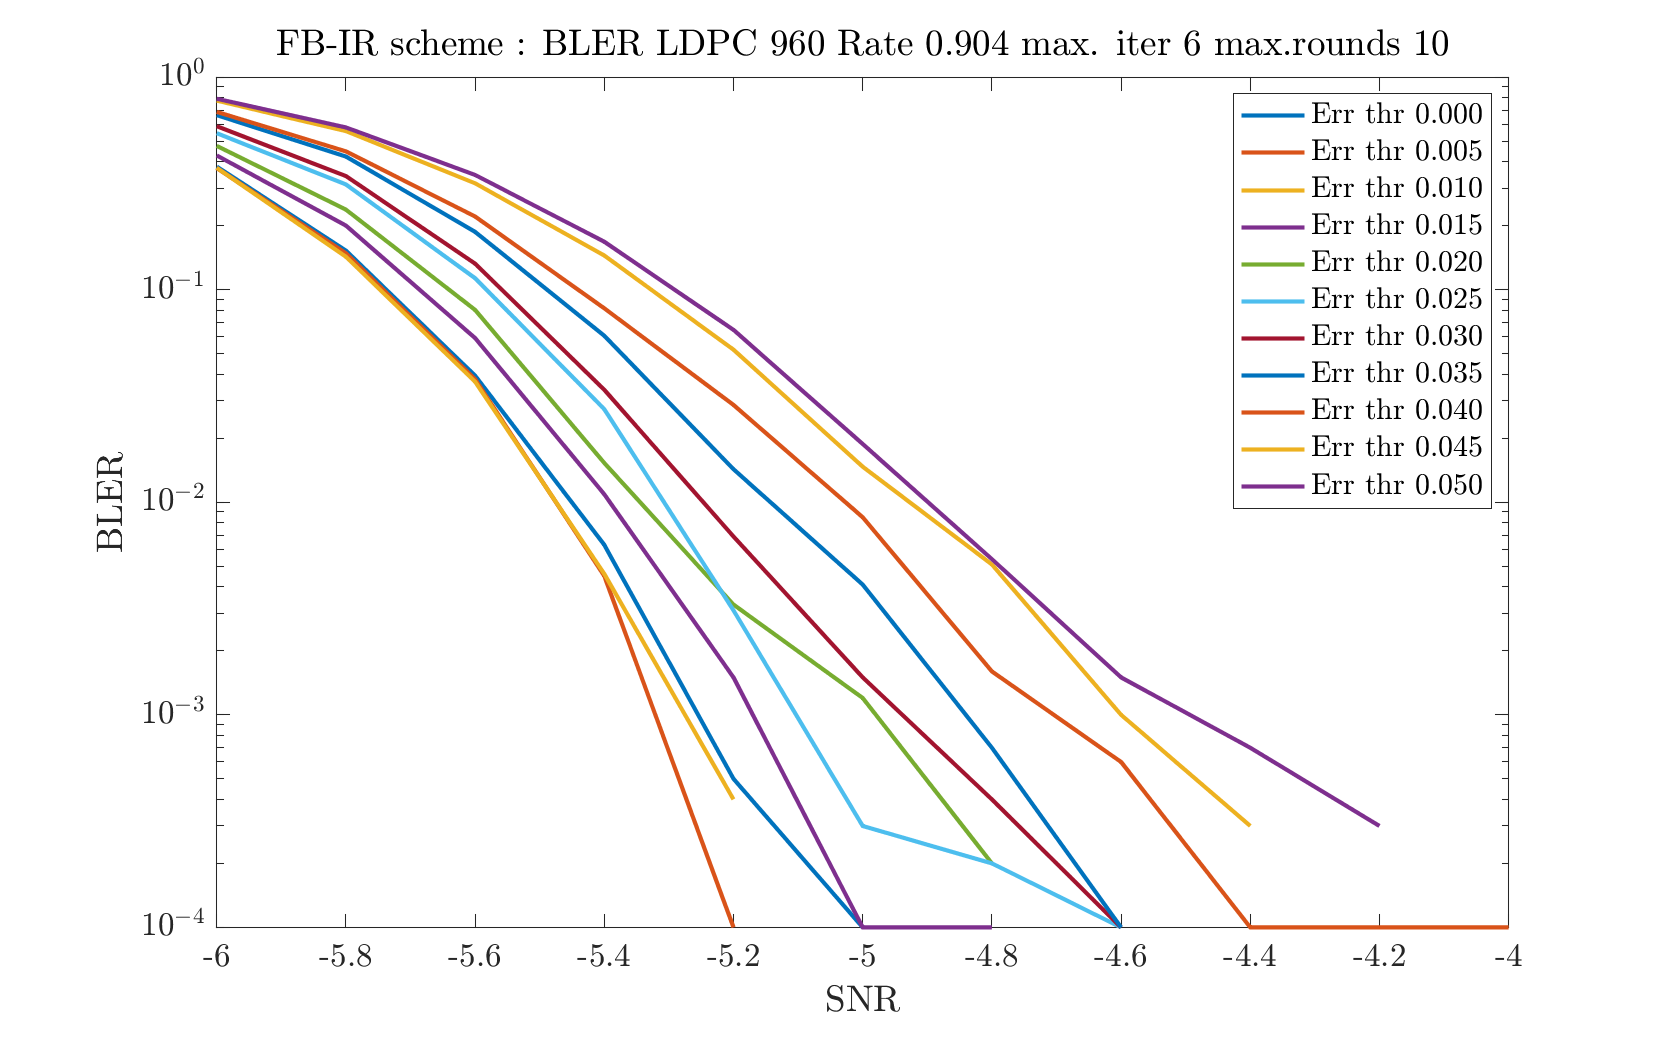 FB-IR scheme : BLER LDPC 960 Rate 0.904 max. iter 6 max.rounds 10
10^0
10^-1
10^-2
10^-3
10^-4
BLER
Err thr 0.000
Err thr 0.005
Err thr 0.010
Err thr 0.015
Err thr 0.020
Err thr 0.025
Err thr 0.030
Err thr 0.035
Err thr 0.040
Err thr 0.045
Err thr 0.050
-6 -5.8 -5.6 -5.4 -5.2 -5 -4.8 -4.6 -4.4 -4.2 -4
SNR